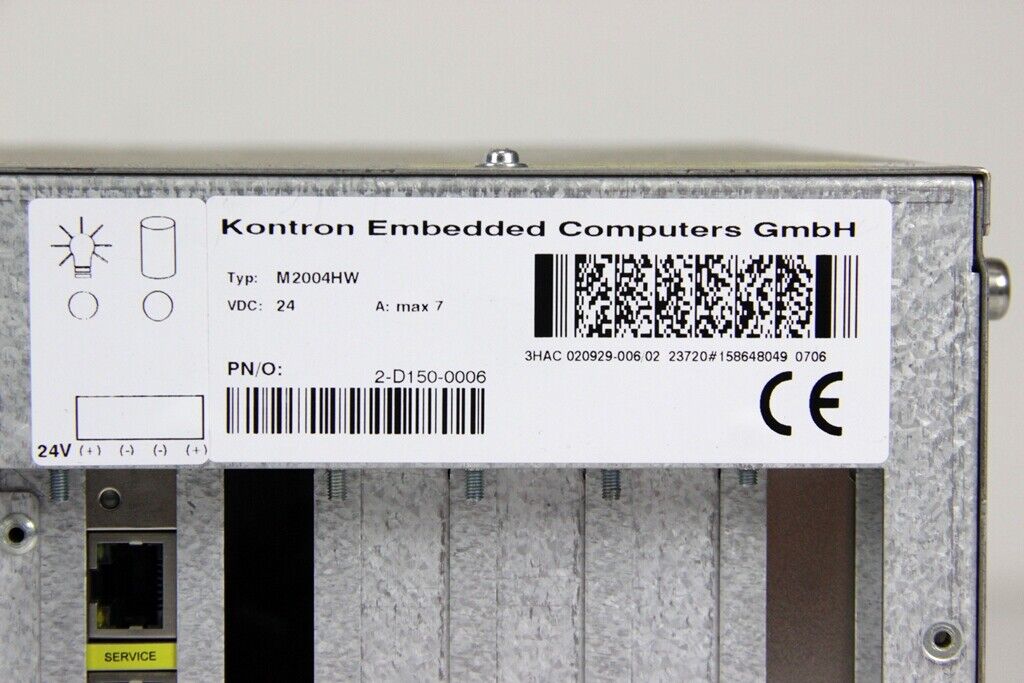 Kontron Embedded Computers GmbH
Typ: M2004HW
VDC: 24 A: max 7
3HAC 020929-006/02 23720#158648049 0706
PN/O: 2-D150-0006
CE
24V (+) (-) (-) (+)
SERVICE